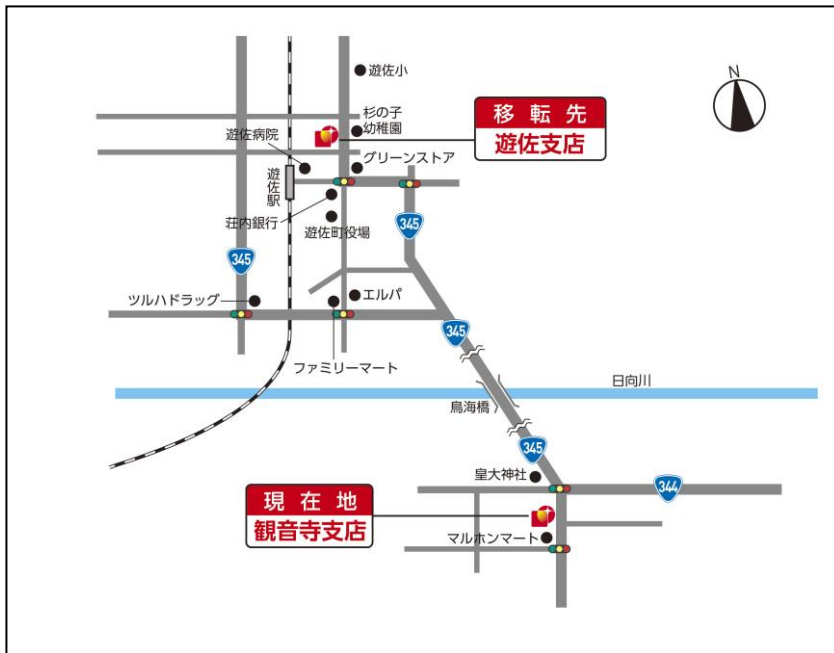 遊佐小
N
杉の子
幼稚園
移転先
遊佐支店
遊佐病院
グリーンストア
遊佐駅
荘内銀行
遊佐町役場
345
345
ツルハドラッグ
エルパ
345
ファミリーマート
日向川
鳥海橋
345
皇大神社
344
現在地
観音寺支店
マルホンマート